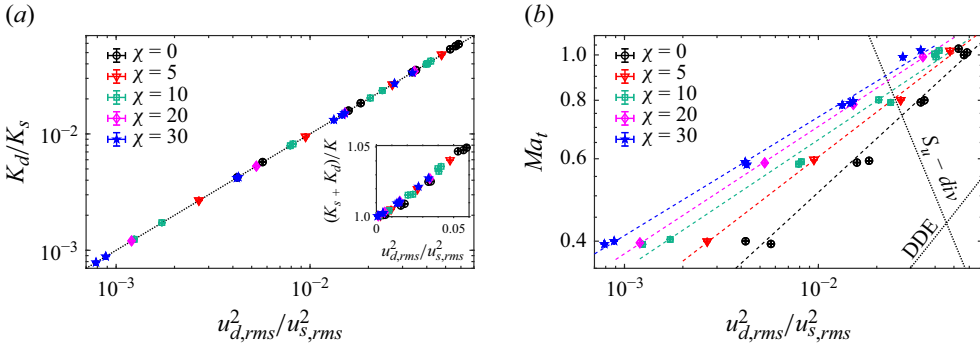 (a)
K_d/K_s
10^{-2}
10^{-3}
χ = 0
χ = 5
χ = 10
χ = 20
χ = 30
(K_s + K_d)/K
1.05
1.0
0
0.05
u^2_{d,rms}/u^2_{s,rms}
10^{-3}
10^{-2}
u^2_{d,rms}/u^2_{s,rms}
(b)
Ma_t
1.0
0.8
0.6
0.4
χ = 0
χ = 5
χ = 10
χ = 20
χ = 30
S_u − div
DDE
10^{-3}
10^{-2}
u^2_{d,rms}/u^2_{s,rms}